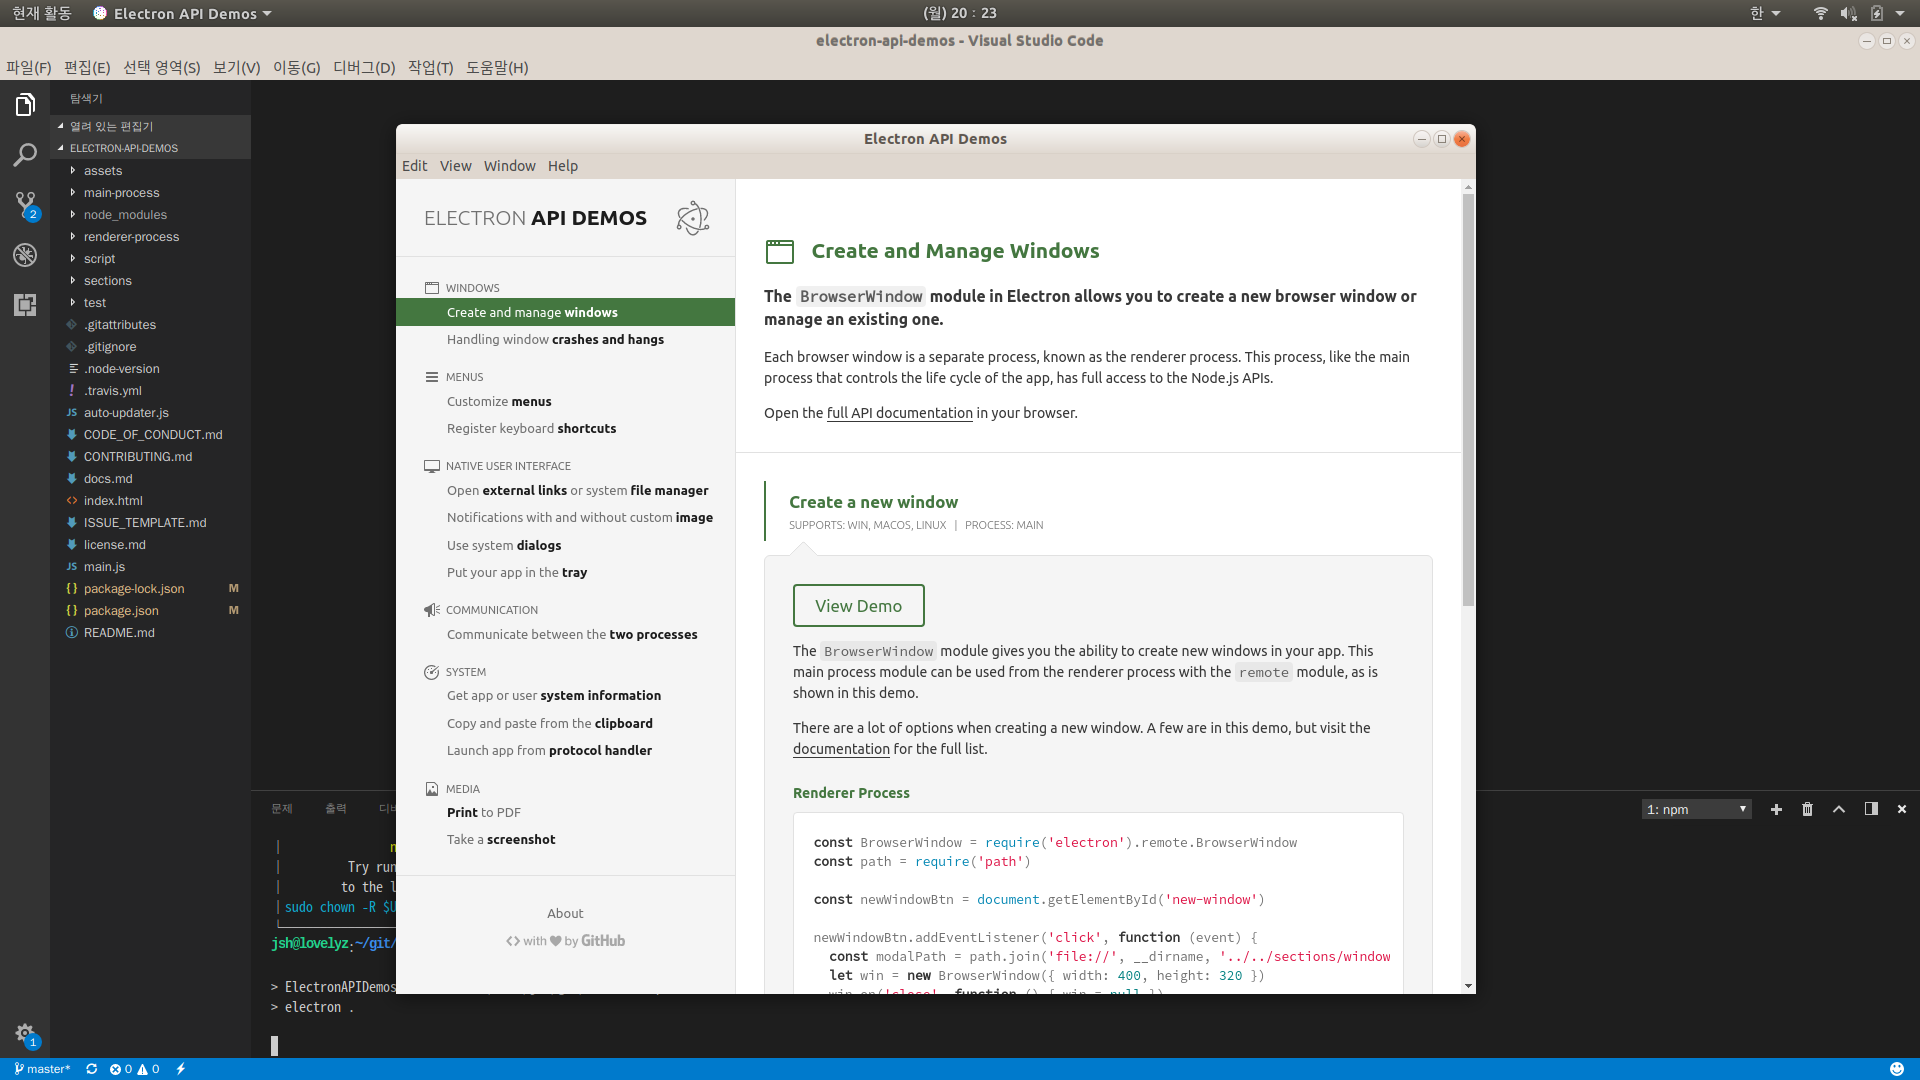 현재 활동
Electron API Demos
(월) 20 : 23
한
electron-api-demos - Visual Studio Code
파일(F) 편집(E) 선택 영역(S) 보기(V) 이동(G) 디버그(D) 작업(T) 도움말(H)
탐색기
열려 있는 편집기
ELECTRON-API-DEMOS
assets
main-process
node_modules
renderer-process
script
sections
test
.gitattributes
.gitignore
.node-version
.travis.yml
JS auto-updater.js
CODE_OF_CONDUCT.md
CONTRIBUTING.md
docs.md
<> index.html
ISSUE_TEMPLATE.md
license.md
JS main.js
{} package-lock.json M
{} package.json M
README.md
2
1
Electron API Demos
Edit View Window Help
ELECTRON API DEMOS
WINDOWS
Create and manage windows
Handling window crashes and hangs
MENUS
Customize menus
Register keyboard shortcuts
NATIVE USER INTERFACE
Open external links or system file manager
Notifications with and without custom image
Use system dialogs
Put your app in the tray
COMMUNICATION
Communicate between the two processes
SYSTEM
Get app or user system information
Copy and paste from the clipboard
Launch app from protocol handler
MEDIA
Print to PDF
Take a screenshot
About
<> with ♥ by GitHub
Create and Manage Windows
The BrowserWindow module in Electron allows you to create a new browser window or
manage an existing one.
Each browser window is a separate process, known as the renderer process. This process, like the main
process that controls the life cycle of the app, has full access to the Node.js APIs.
Open the full API documentation in your browser.
Create a new window
SUPPORTS: WIN, MACOS, LINUX | PROCESS: MAIN
View Demo
The BrowserWindow module gives you the ability to create new windows in your app. This
main process module can be used from the renderer process with the remote module, as is
shown in this demo.
There are a lot of options when creating a new window. A few are in this demo, but visit the
documentation for the full list.
Renderer Process
const BrowserWindow = require('electron').remote.BrowserWindow
const path = require('path')
const newWindowBtn = document.getElementById('new-window')
newWindowBtn.addEventListener('click', function (event) {
const modalPath = path.join('file://', __dirname, '../../sections/window
let win = new BrowserWindow({ width: 400, height: 320 })
win.on('close', function () { win = null })
문제 출력 디버
1: npm
Try run
to the l
sudo chown -R $U
jsh@lovelyz:~/git/
> ElectronAPIDemos
> electron .
master* 0 0